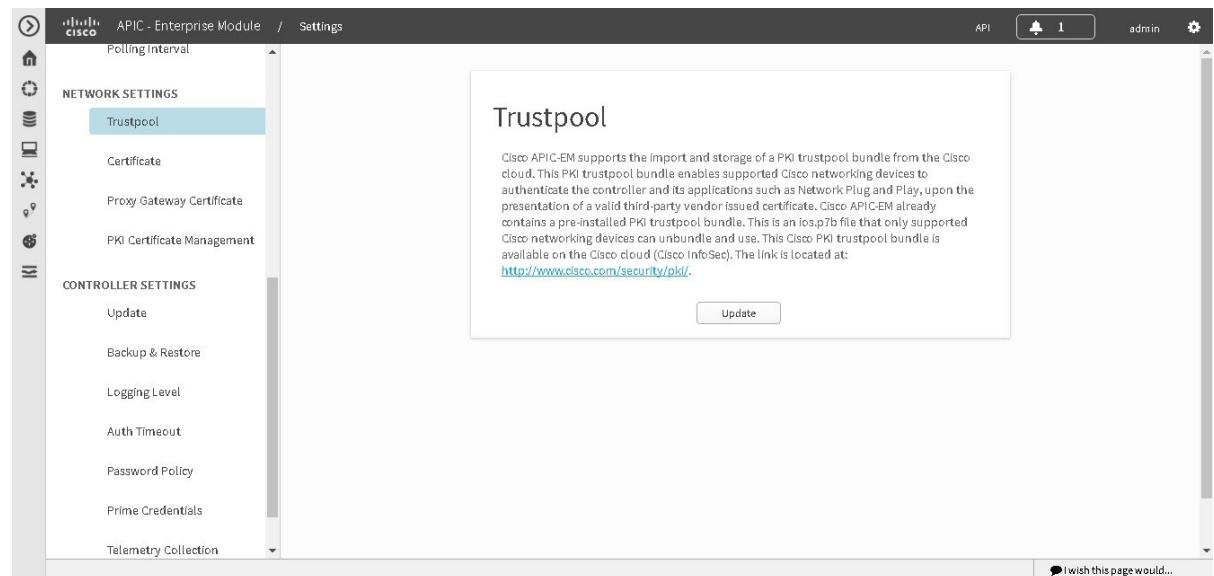 CISCO APIC - Enterprise Module / Settings API 1 admin
Polling Interval
NETWORK SETTINGS
Trustpool
Certificate
Proxy Gateway Certificate
PKI Certificate Management
CONTROLLER SETTINGS
Update
Backup & Restore
Logging Level
Auth Timeout
Password Policy
Prime Credentials
Telemetry Collection
Trustpool
Cisco APIC-EM supports the import and storage of a PKI trustpool bundle from the Cisco
cloud. This PKI trustpool bundle enables supported Cisco networking devices to
authenticate the controller and its applications such as Network Plug and Play, upon the
presentation of a valid third-party vendor issued certificate. Cisco APIC-EM already
contains a pre-installed PKI trustpool bundle. This is an ios.p7b file that only supported
Cisco networking devices can unbundle and use. This Cisco PKI trustpool bundle is
available on the Cisco cloud (Cisco InfoSec). The link is located at:
http://www.cisco.com/security/pki/.
Update
I wish this page would...